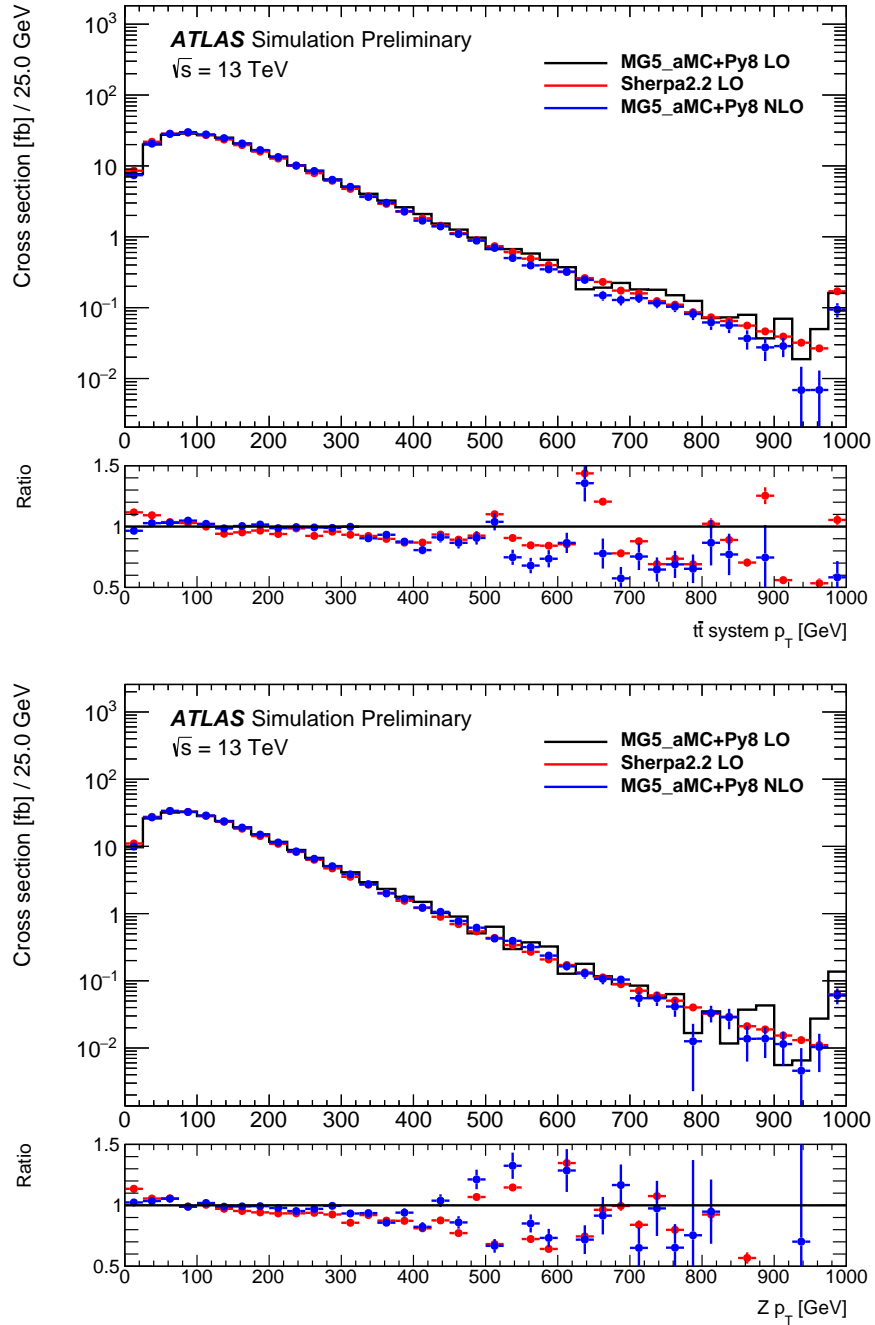 10³
10²
10
1
10⁻¹
10⁻²
Cross section [fb] / 25.0 GeV
ATLAS Simulation Preliminary
√s = 13 TeV
MG5_aMC+Py8 LO
Sherpa2.2 LO
MG5_aMC+Py8 NLO
0 100 200 300 400 500 600 700 800 900 1000
Ratio
1.5
1
0.5
0 100 200 300 400 500 600 700 800 900 1000
tt̄ system p_T [GeV]
10³
10²
10
1
10⁻¹
10⁻²
Cross section [fb] / 25.0 GeV
ATLAS Simulation Preliminary
√s = 13 TeV
MG5_aMC+Py8 LO
Sherpa2.2 LO
MG5_aMC+Py8 NLO
0 100 200 300 400 500 600 700 800 900 1000
Ratio
1.5
1
0.5
0 100 200 300 400 500 600 700 800 900 1000
Z p_T [GeV]